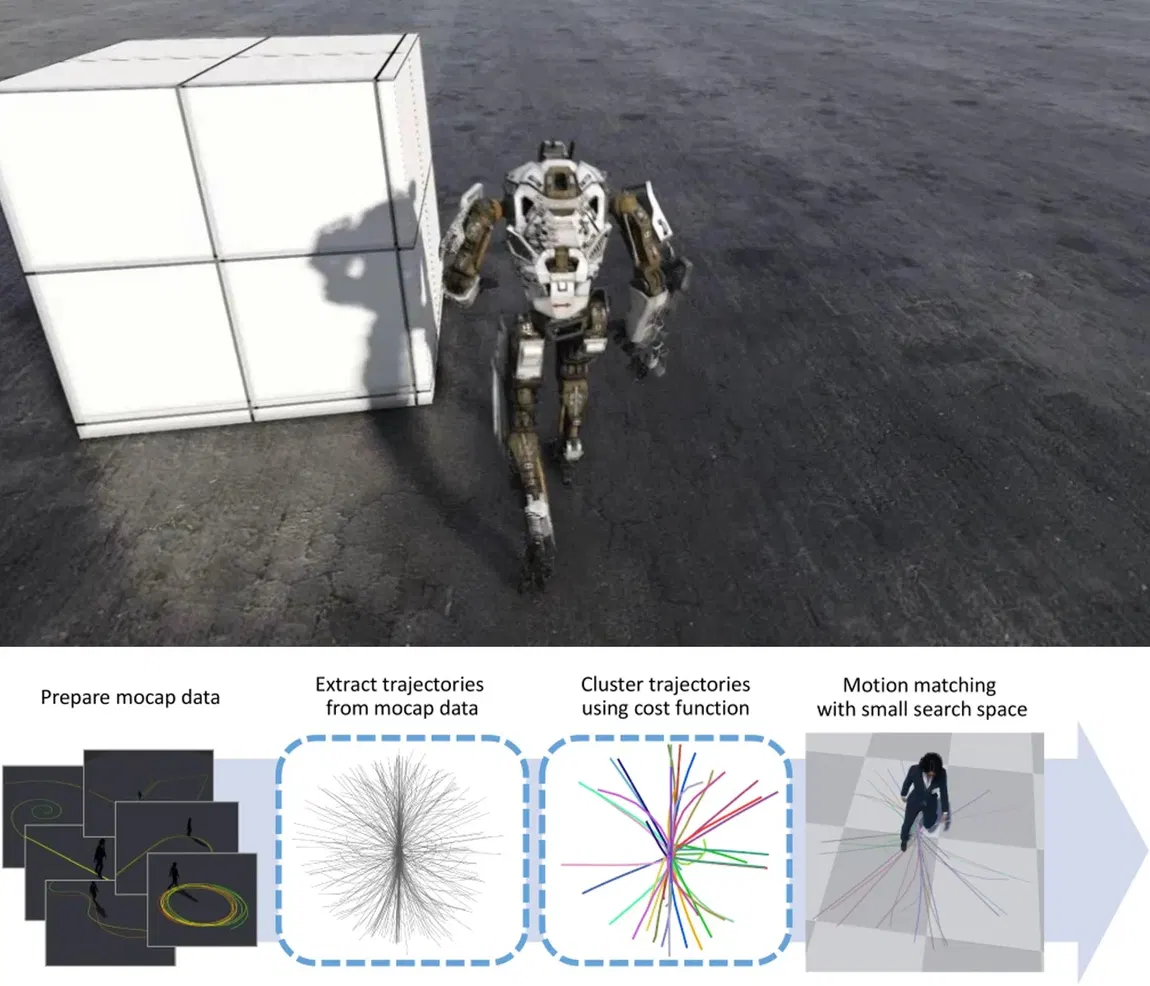 Prepare mocap data
Extract trajectories
from mocap data
Cluster trajectories
using cost function
Motion matching
with small search space